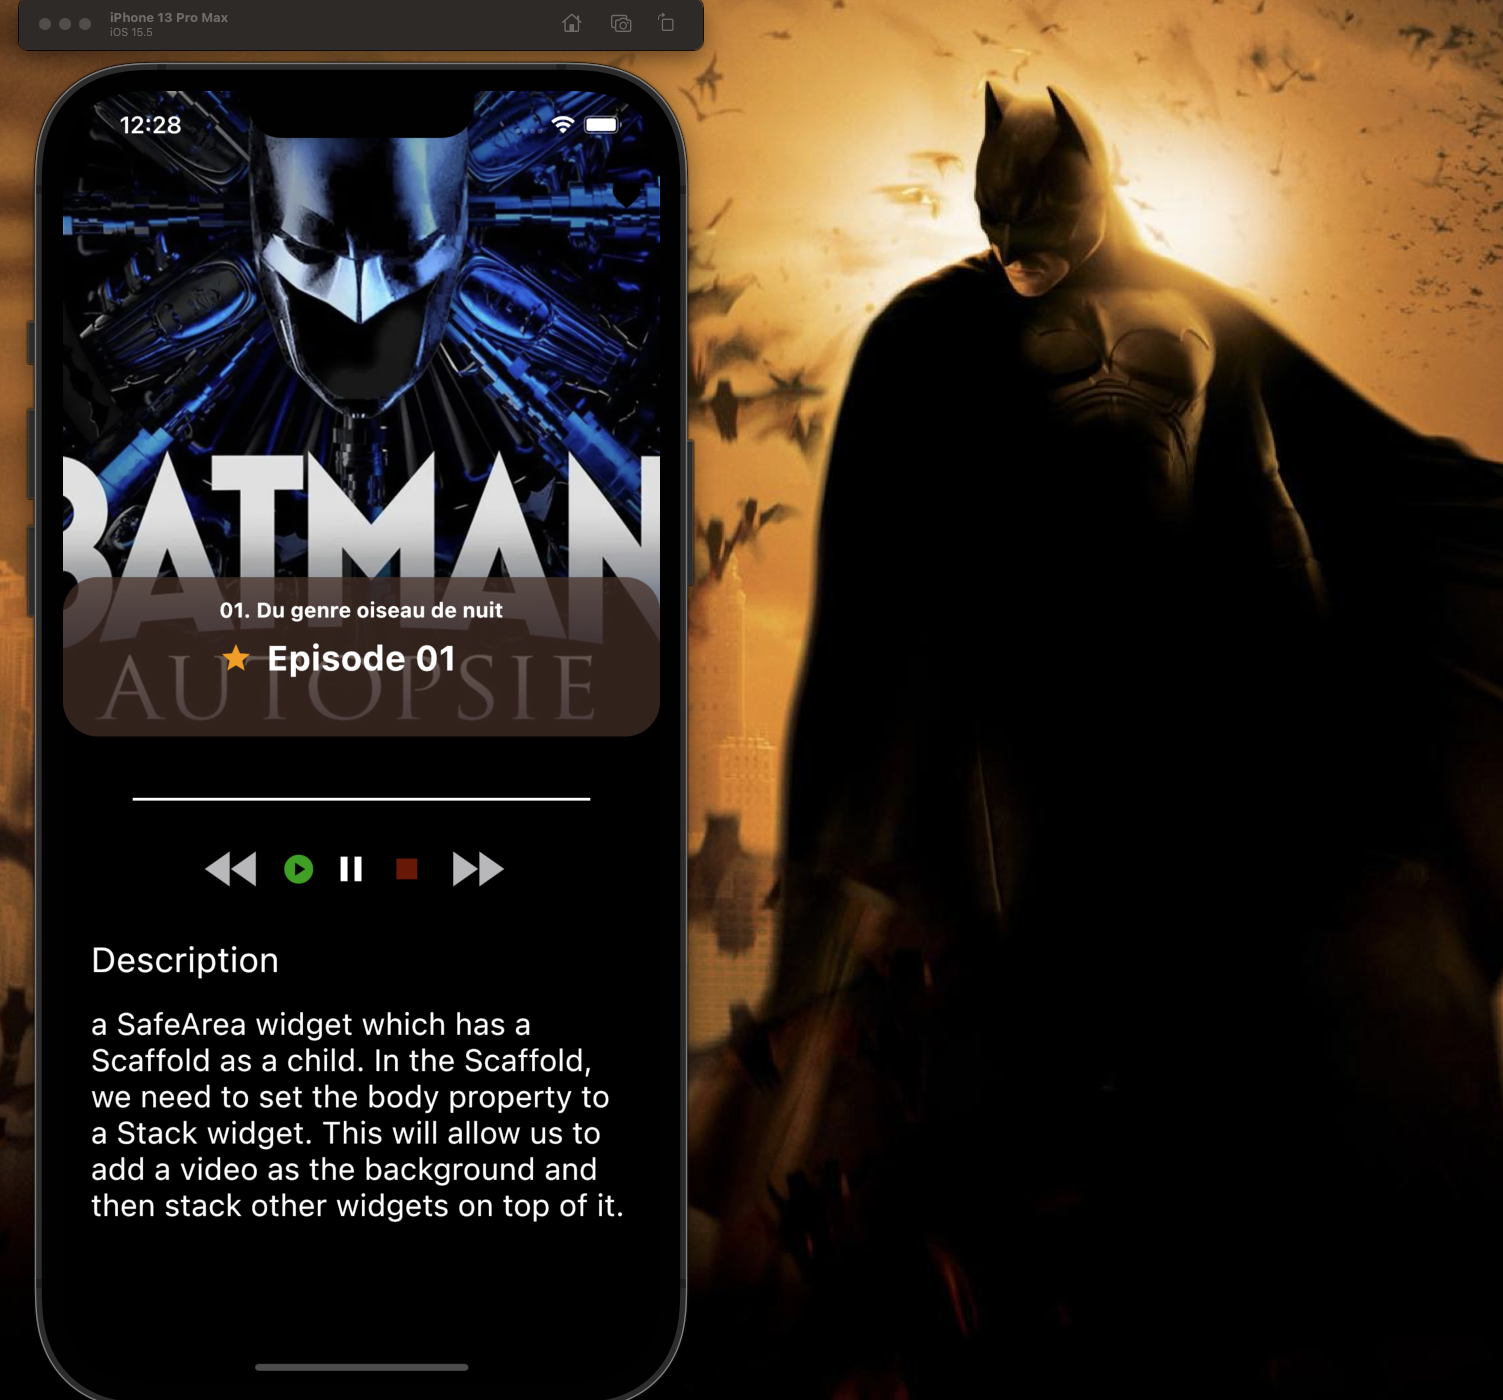 iPhone 13 Pro Max
iOS 15.5
12:28
BATMAN
AUTOPSIE
01. Du genre oiseau de nuit
Episode 01
Description
a SafeArea widget which has a
Scaffold as a child. In the Scaffold,
we need to set the body property to
a Stack widget. This will allow us to
add a video as the background and
then stack other widgets on top of it.